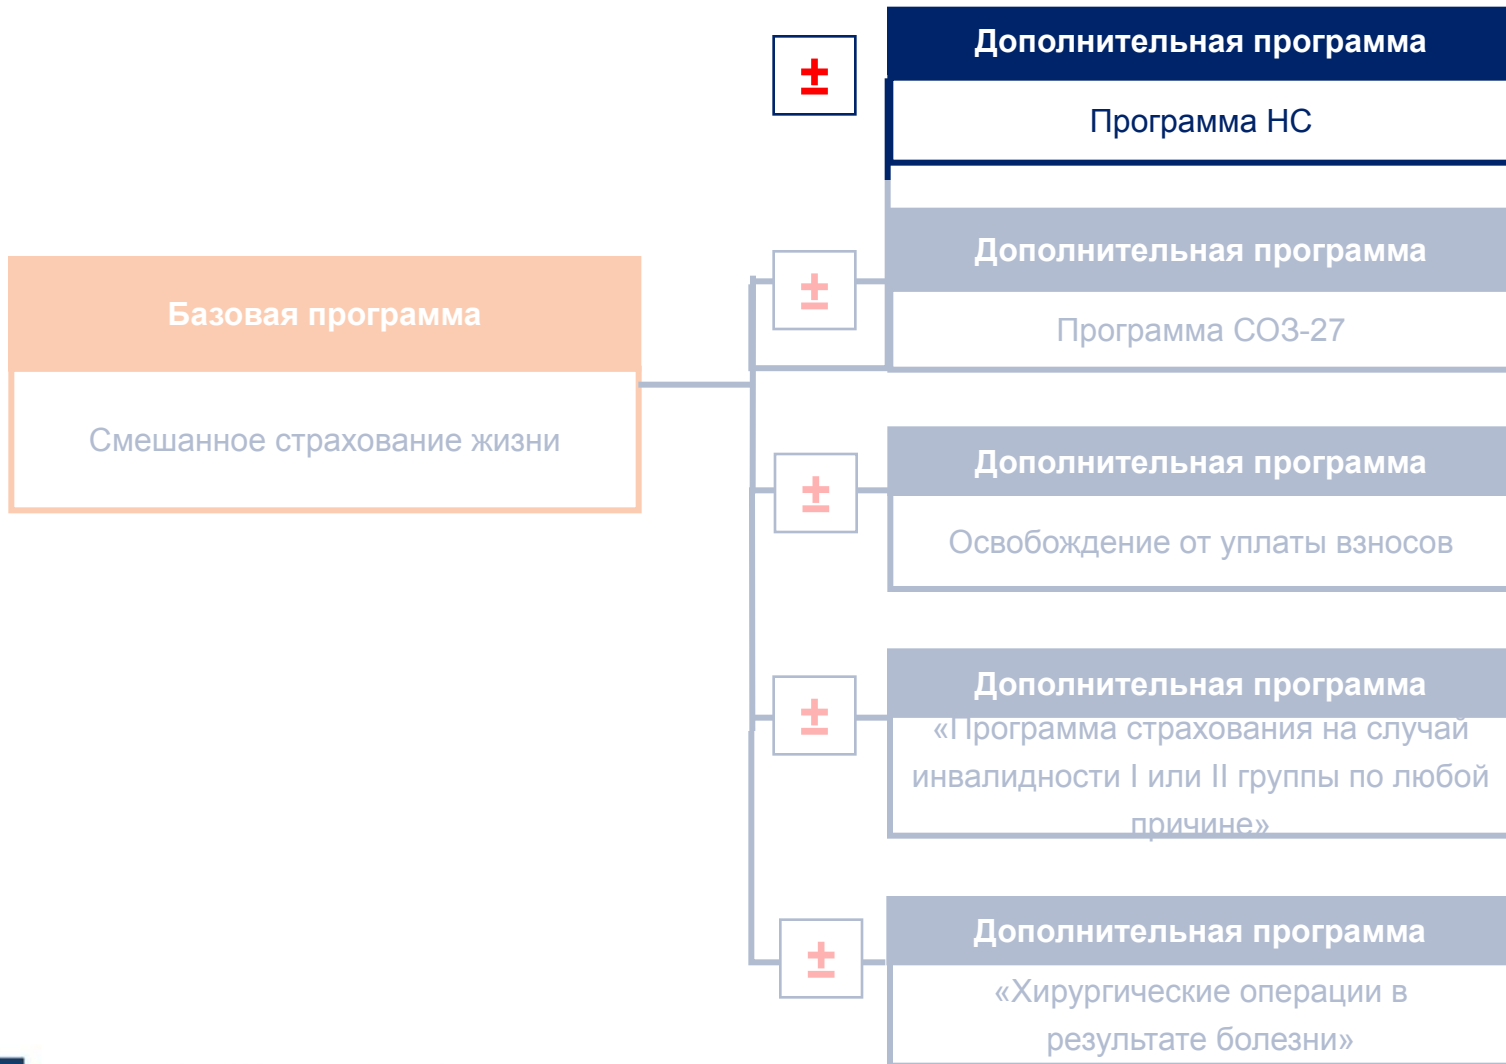 ±
Дополнительная программа
Программа НС
±
Дополнительная программа
Программа СОЗ-27
Базовая программа
Смешанное страхование жизни
±
Дополнительная программа
Освобождение от уплаты взносов
±
Дополнительная программа
«Программа страхования на случай
инвалидности I или II группы по любой
причине»
±
Дополнительная программа
«Хирургические операции в
результате болезни»